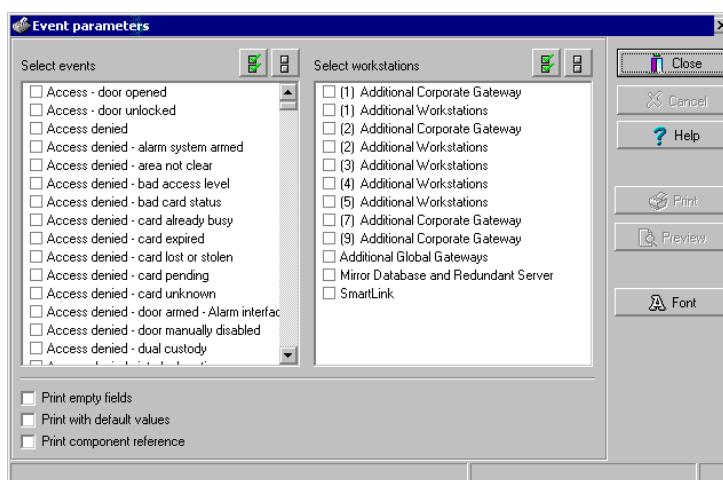 Event parameters
Select events
Select workstations
Access - door opened
Access - door unlocked
Access denied
Access denied - alarm system armed
Access denied - area not clear
Access denied - bad access level
Access denied - bad card status
Access denied - card already busy
Access denied - card expired
Access denied - card lost or stolen
Access denied - card pending
Access denied - card unknown
Access denied - door armed - Alarm interfac
Access denied - door manually disabled
Access denied - dual custody
(1) Additional Corporate Gateway
(1) Additional Workstations
(2) Additional Corporate Gateway
(2) Additional Workstations
(3) Additional Workstations
(4) Additional Workstations
(5) Additional Workstations
(7) Additional Corporate Gateway
(9) Additional Corporate Gateway
Additional Global Gateways
Mirror Database and Redundant Server
SmartLink
Print empty fields
Print with default values
Print component reference
Close
Cancel
Help
Print
Preview
Font